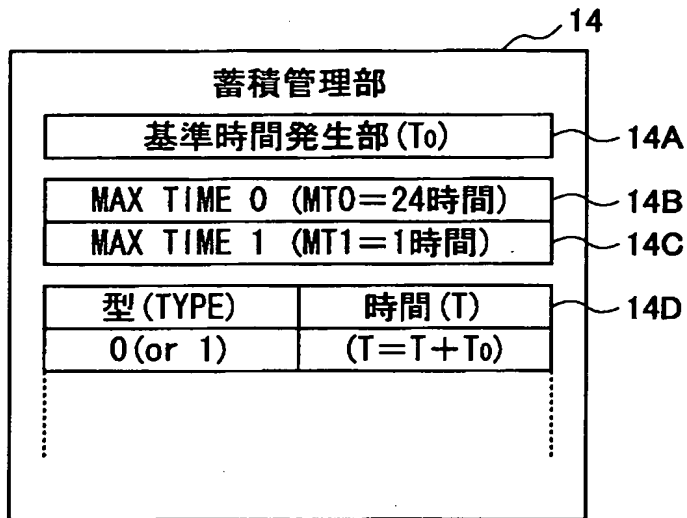 14
蓄積管理部
基準時間発生部(T0) 14A
MAX TIME 0 (MT0=24時間) 14B
MAX TIME 1 (MT1=1時間) 14C
型(TYPE) 時間(T) 14D
0(or 1) (T=T+T0)